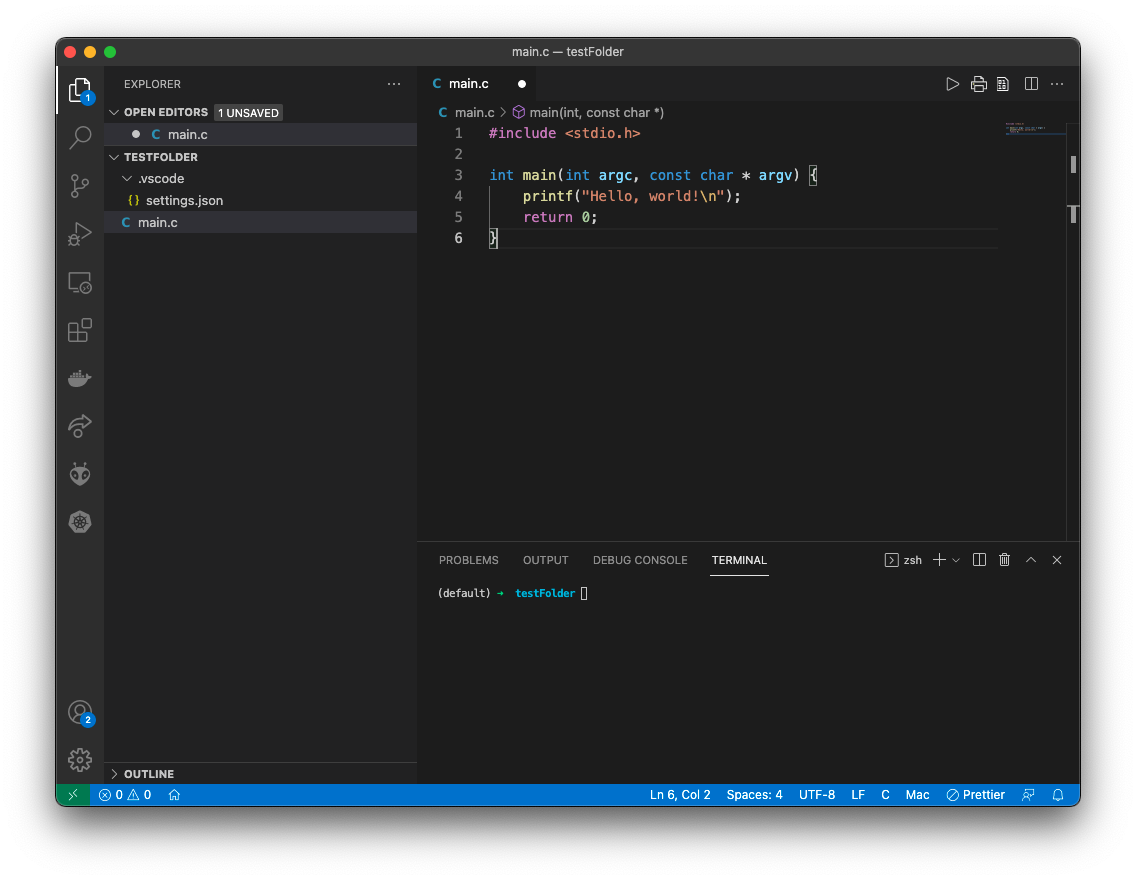 main.c — testFolder
EXPLORER
1
OPEN EDITORS 1 UNSAVED
C main.c
TESTFOLDER
.vscode
{} settings.json
C main.c
OUTLINE
2
C main.c
C main.c > main(int, const char *)
1 #include <stdio.h>
2
3 int main(int argc, const char * argv) {
4 printf("Hello, world!\n");
5 return 0;
6 }
PROBLEMS OUTPUT DEBUG CONSOLE TERMINAL zsh
(default) ➜ testFolder
0 0 Ln 6, Col 2 Spaces: 4 UTF-8 LF C Mac Prettier